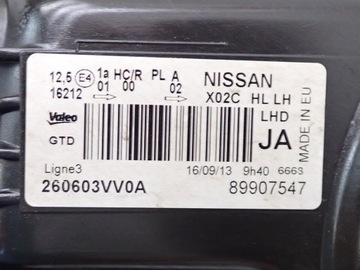 12,5 E4 1a HC/R PL A NISSAN
16212 01 00 02 X02C HL LH
Valeo LHD
GTD JA
MADE IN EU
Ligne3 16/09/13 9h40 666S
260603VV0A 89907547